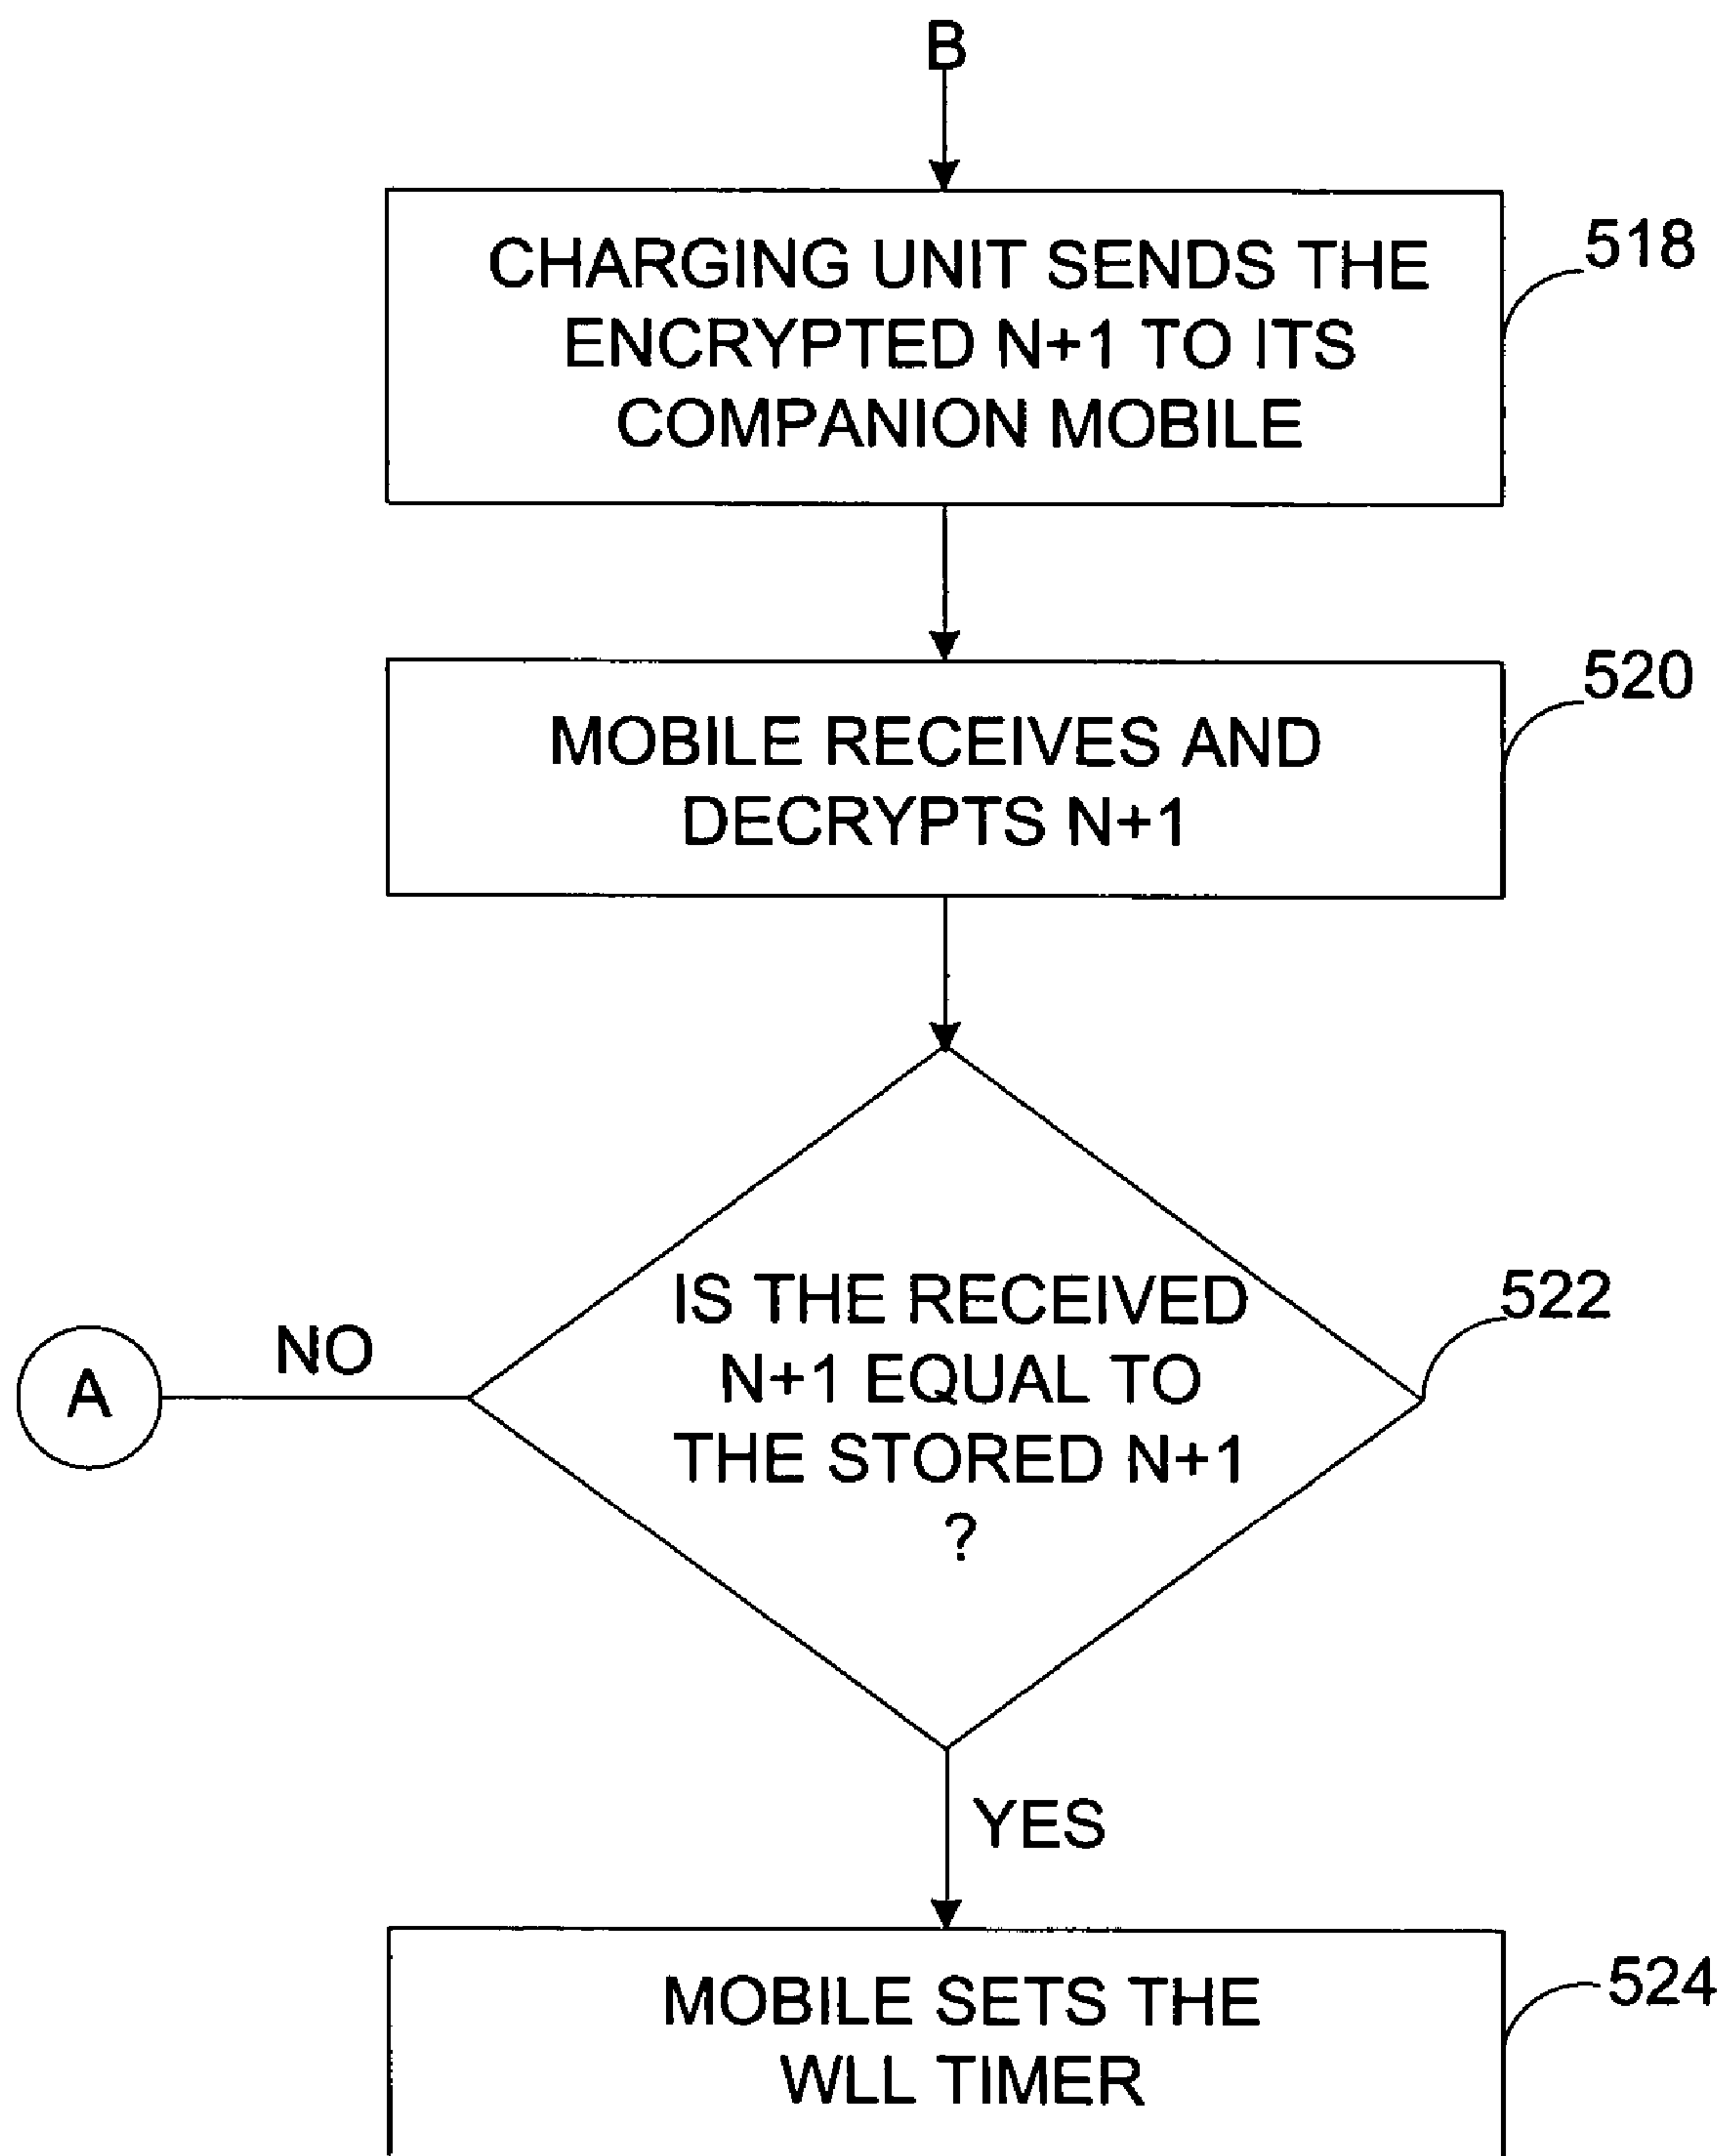 B
CHARGING UNIT SENDS THE
ENCRYPTED N+1 TO ITS
COMPANION MOBILE
518
MOBILE RECEIVES AND
DECRYPTS N+1
520
IS THE RECEIVED
N+1 EQUAL TO
THE STORED N+1
?
522
NO
A
YES
MOBILE SETS THE
WLL TIMER
524